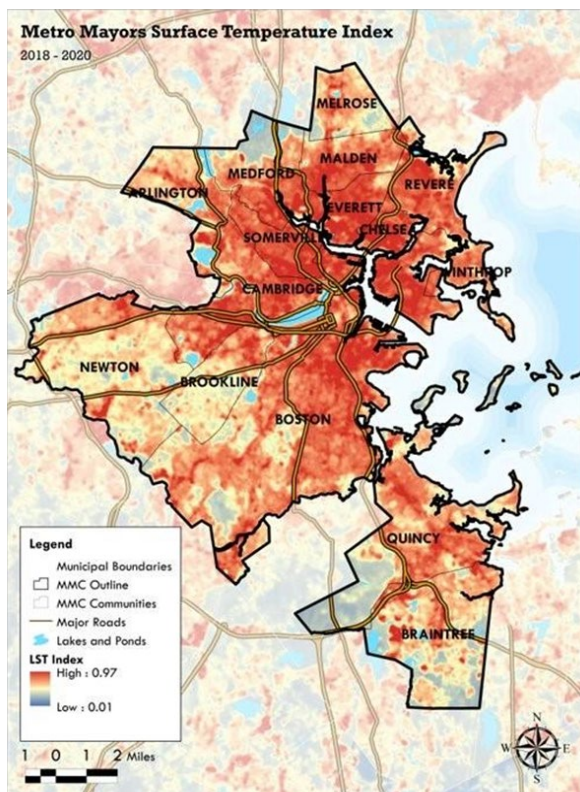 Metro Mayors Surface Temperature Index
2018 - 2020
MELROSE
MALDEN
MEDFORD
REVERE
ARLINGTON
EVERETT
CHELSEA
SOMERVILLE
WINTHROP
CAMBRIDGE
NEWTON
BROOKLINE
BOSTON
QUINCY
BRAINTREE
Legend
Municipal Boundaries
MMC Outline
MMC Communities
Major Roads
Lakes and Ponds
LST Index
High : 0.97
Low : 0.01
1 0 1 2 Miles
N
W E
S